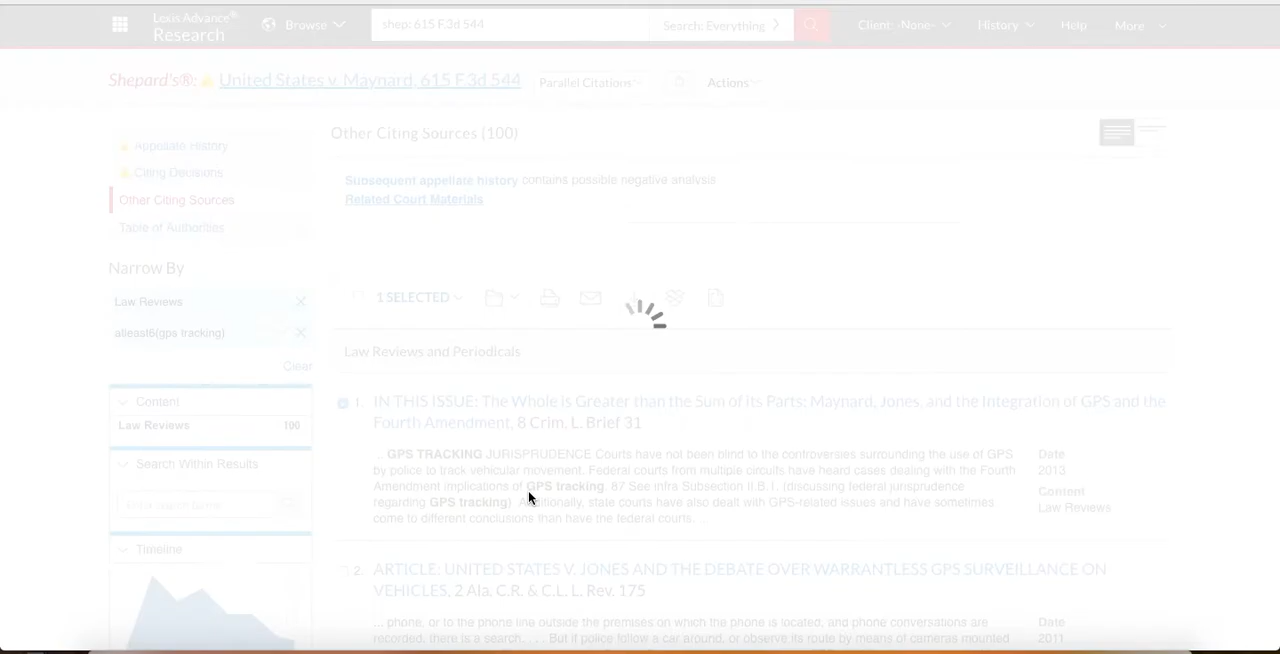 Lexis Advance®
Research
Browse
shep: 615 F.3d 544
Search: Everything
Client: -None-
History
Help
More
Shepard's®: United States v. Maynard, 615 F.3d 544
Parallel Citations
Actions
Appellate History
Citing Decisions
Other Citing Sources
Table of Authorities
Narrow By
Law Reviews
atleast6(gps tracking)
Clear
Content
Law Reviews 100
Search Within Results
Timeline
Other Citing Sources (100)
Subsequent appellate history contains possible negative analysis
Related Court Materials
1 SELECTED
Law Reviews and Periodicals
1. IN THIS ISSUE: The Whole is Greater than the Sum of its Parts: Maynard, Jones, and the Integration of GPS and the
Fourth Amendment, 8 Crim. L. Brief 31
... GPS TRACKING JURISPRUDENCE Courts have not been blind to the controversies surrounding the use of GPS
by police to track vehicular movement. Federal courts from multiple circuits have heard cases dealing with the Fourth
Amendment implications of GPS tracking. 87 See infra Subsection II.B.1. (discussing federal jurisprudence
regarding GPS tracking) Additionally, state courts have also dealt with GPS-related issues and have sometimes
come to different conclusions than have the federal courts. ...
Date
2013
Content
Law Reviews
2. ARTICLE: UNITED STATES V. JONES AND THE DEBATE OVER WARRANTLESS GPS SURVEILLANCE ON
VEHICLES, 2 Ala. C.R. & C.L. L. Rev. 175
... phone, or to the phone line outside the premises on which the phone is located, and phone conversations are
recorded, there is a search. . . . But if police follow a car around, or observe its route by means of cameras mounted
Date
2011